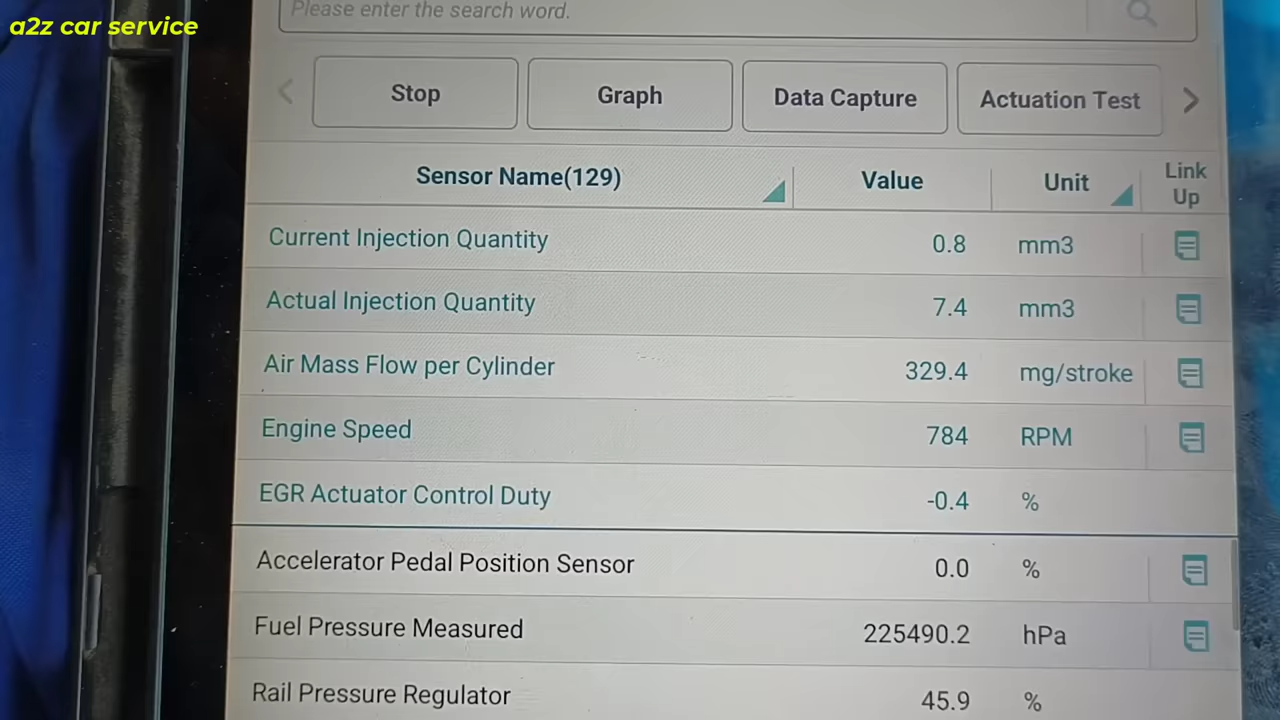 a2z car service
Please enter the search word.
Stop Graph Data Capture Actuation Test
Sensor Name(129) Value Unit Link Up
Current Injection Quantity 0.8 mm3
Actual Injection Quantity 7.4 mm3
Air Mass Flow per Cylinder 329.4 mg/stroke
Engine Speed 784 RPM
EGR Actuator Control Duty -0.4 %
Accelerator Pedal Position Sensor 0.0 %
Fuel Pressure Measured 225490.2 hPa
Rail Pressure Regulator 45.9 %